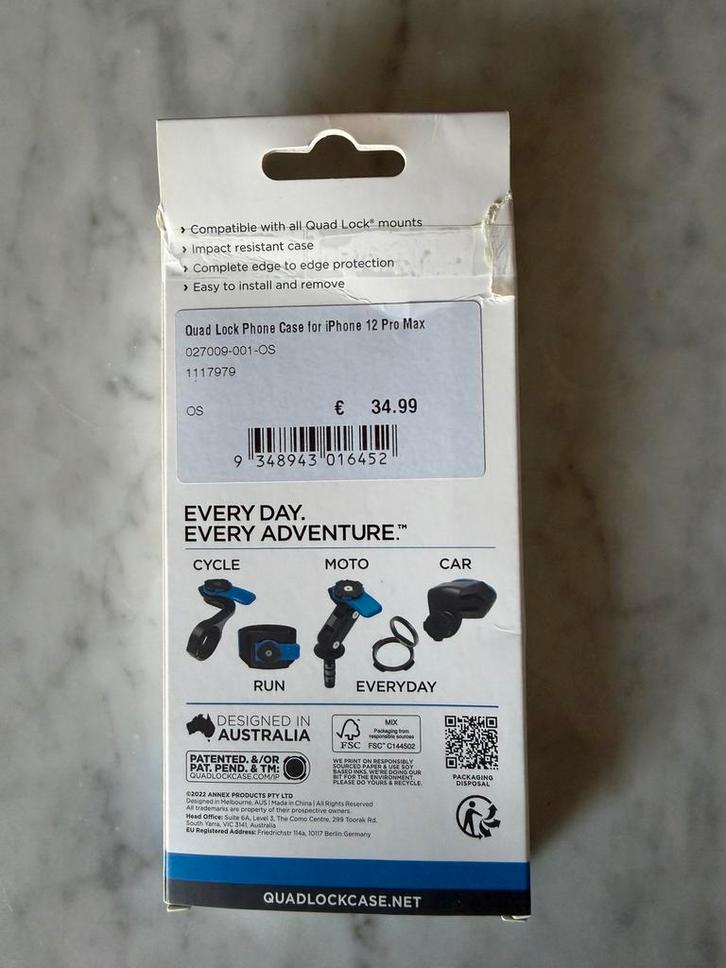 › Compatible with all Quad Lock® mounts
› Impact resistant case
› Complete edge to edge protection
› Easy to install and remove
Quad Lock Phone Case for iPhone 12 Pro Max
027009-001-OS
1117979
OS € 34.99
9 348943 016452
EVERY DAY.
EVERY ADVENTURE.™
CYCLE MOTO CAR
RUN EVERYDAY
DESIGNED IN
AUSTRALIA
PATENTED. &/OR
PAT. PEND. & TM:
QUADLOCKCASE.COM/IP
FSC
MIX
Packaging from
responsible sources
FSC™ C144502
WE PRINT ON RESPONSIBLY
SOURCED PAPER & USE SOY
BASED INKS. WE'RE DOING OUR
BIT FOR THE ENVIRONMENT.
PLEASE DO YOURS & RECYCLE.
PACKAGING
DISPOSAL
©2022 ANNEX PRODUCTS PTY LTD
Designed in Melbourne, AUS | Made in China | All Rights Reserved
All trademarks are property of their prospective owners.
Head Office: Suite 6A, Level 3, The Como Centre, 299 Toorak Rd.
South Yarra, VIC 3141, Australia
EU Registered Address: Friedrichstr 114a, 10117 Berlin Germany
QUADLOCKCASE.NET